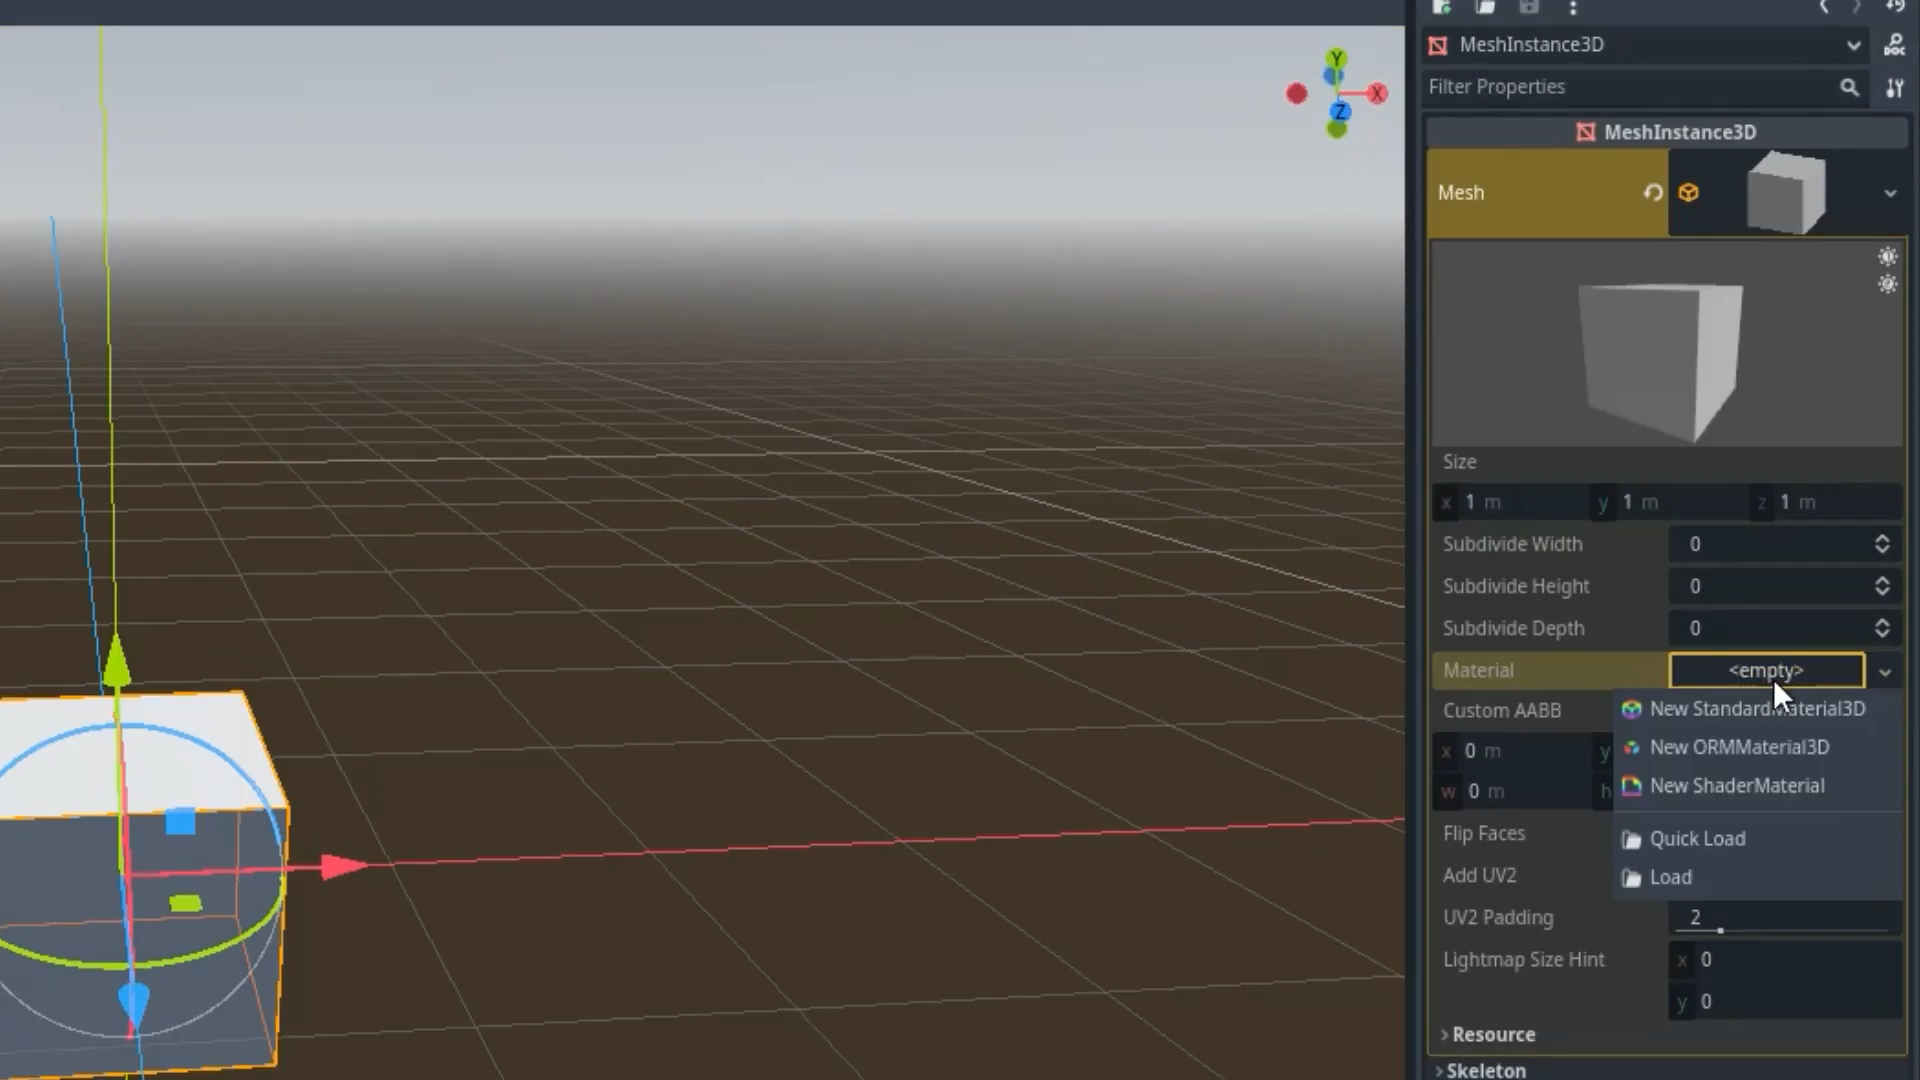 MeshInstance3D
DOC
Filter Properties
Y
X
Z
MeshInstance3D
Mesh
Size
x 1 m y 1 m z 1 m
Subdivide Width 0
Subdivide Height 0
Subdivide Depth 0
Material <empty>
New StandardMaterial3D
Custom AABB
New ORMMaterial3D
x 0 m y
New ShaderMaterial
w 0 m h
Flip Faces
Quick Load
Add UV2
Load
UV2 Padding 2
Lightmap Size Hint x 0
y 0
Resource
Skeleton